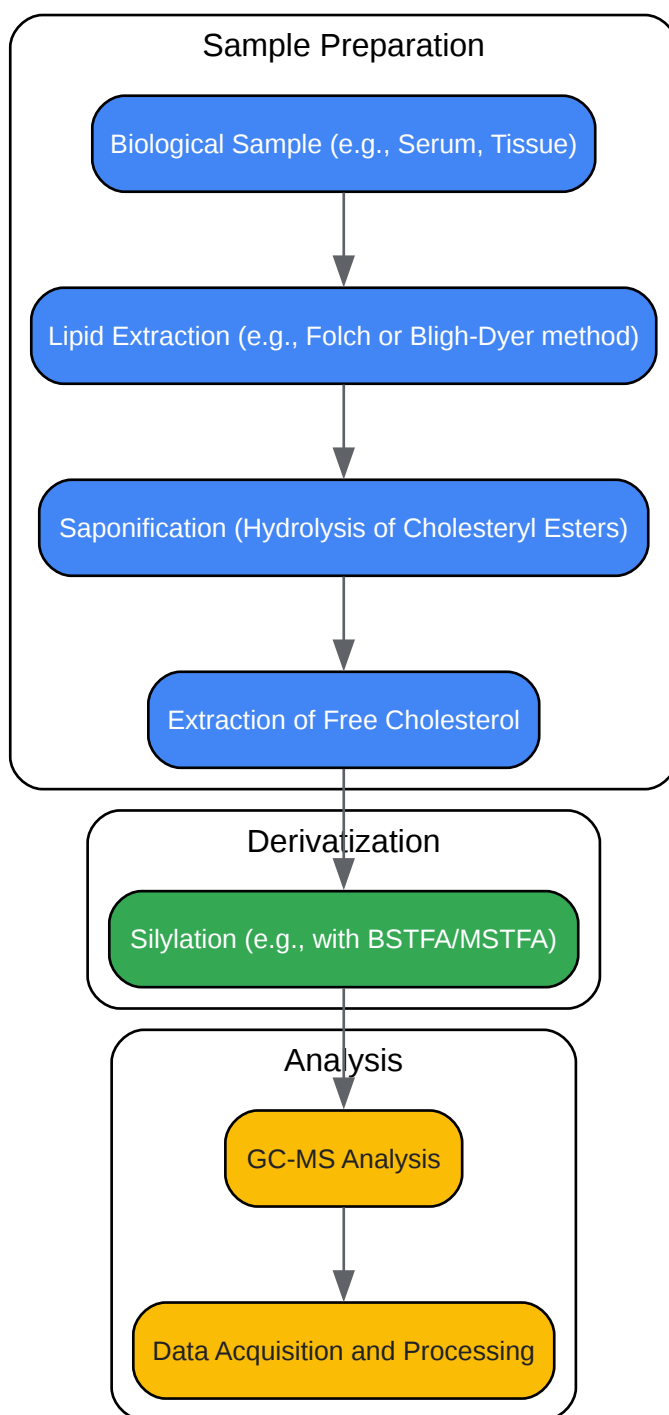 Sample Preparation
Biological Sample (e.g., Serum, Tissue)
Lipid Extraction (e.g., Folch or Bligh-Dyer method)
Saponification (Hydrolysis of Cholesteryl Esters)
Extraction of Free Cholesterol
Derivatization
Silylation (e.g., with BSTFA/MSTFA)
Analysis
GC-MS Analysis
Data Acquisition and Processing